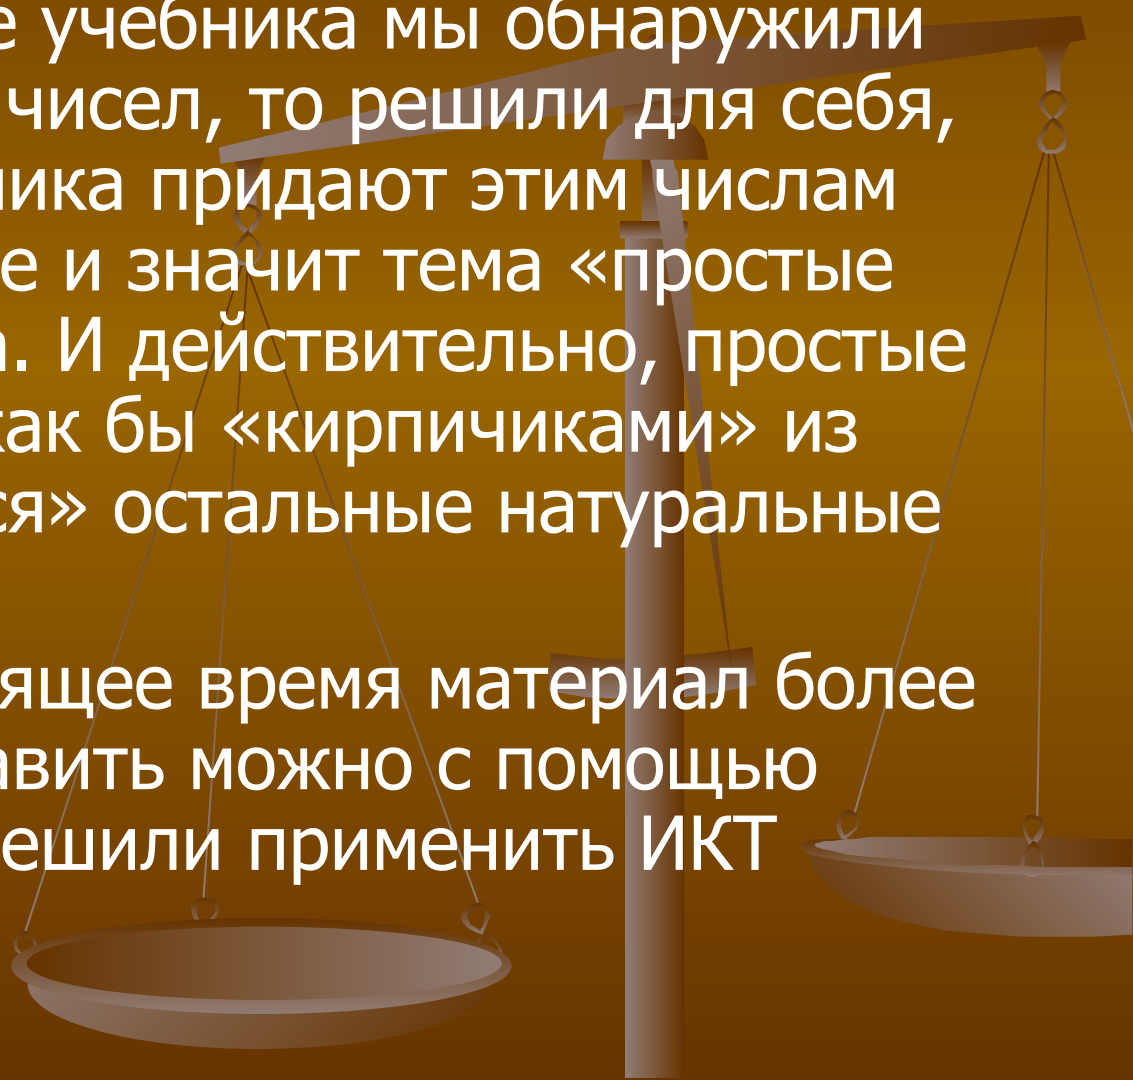 е учебника мы обнаружили
чисел, то решили для себя,
ника придают этим числам
е и значит тема «простые
а. И действительно, простые
как бы «кирпичиками» из
ся» остальные натуральные
ящее время материал более
авить можно с помощью
ешили применить ИКТ